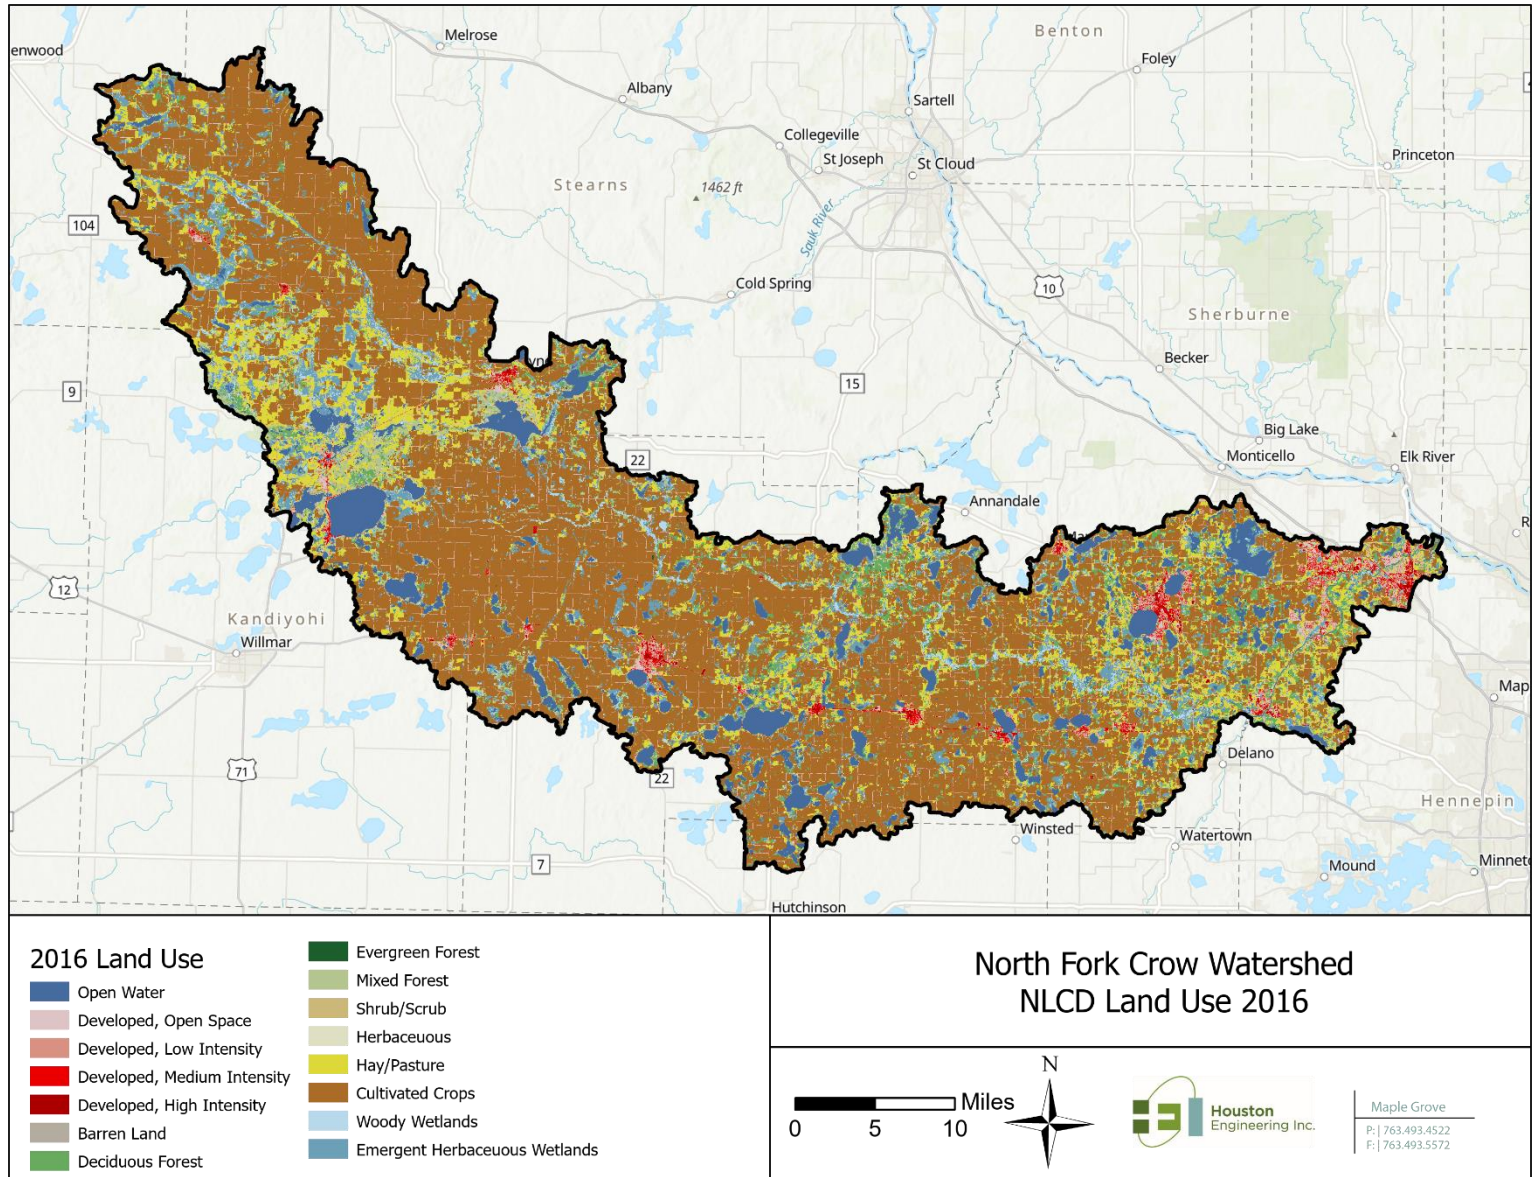 Melrose
Benton
Foley
enwood
Albany
Sartell
Collegeville
St Joseph
St Cloud
Princeton
Stearns
1462 ft
104
Sauk River
Cold Spring
10
Sherburne
Becker
9
15
Big Lake
22
Monticello
Elk River
Annandale
12
Kandiyohi
Willmar
Map
71
22
Delano
Hennepin
Winsted
Watertown
7
Mound
Minnet
Hutchinson
2016 Land Use
Open Water
Developed, Open Space
Developed, Low Intensity
Developed, Medium Intensity
Developed, High Intensity
Barren Land
Deciduous Forest
Evergreen Forest
Mixed Forest
Shrub/Scrub
Herbaceuous
Hay/Pasture
Cultivated Crops
Woody Wetlands
Emergent Herbaceuous Wetlands
North Fork Crow Watershed
NLCD Land Use 2016
Miles
0 5 10
N
Houston
Engineering Inc.
Maple Grove
P: | 763.493.4522
F: | 763.493.5572